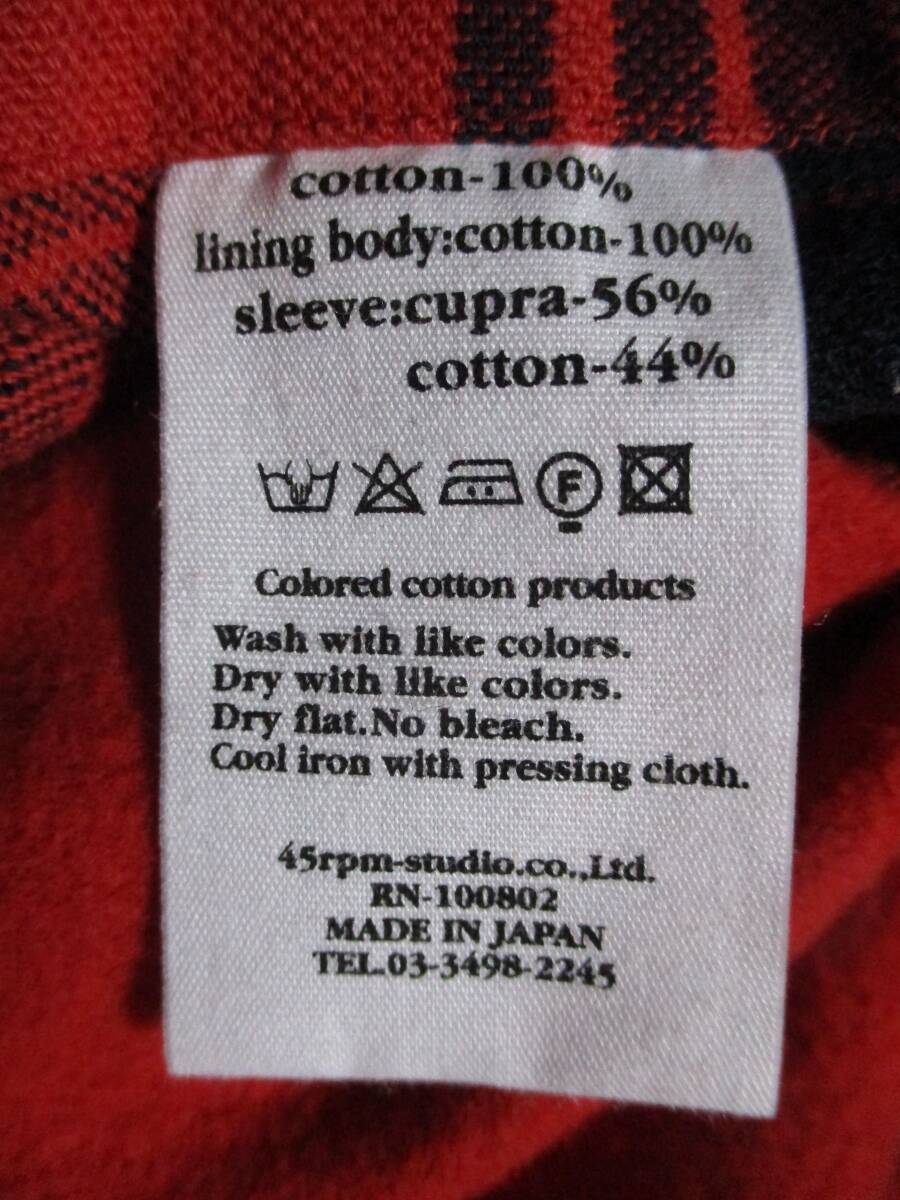 cotton-100%
lining body:cotton-100%
sleeve:cupra-56%
cotton-44%
F
Colored cotton products
Wash with like colors.
Dry with like colors.
Dry flat.No bleach.
Cool iron with pressing cloth.
45rpm-studio.co.,Ltd.
RN-100802
MADE IN JAPAN
TEL.03-3498-2245